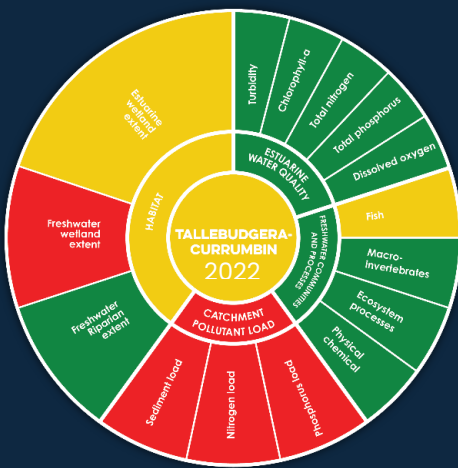 TALLEBUDGERA-
CURRUMBIN
2022
ESTUARINE
WATER QUALITY
Turbidity
Chlorophyll-a
Total nitrogen
Total phosphorus
Dissolved oxygen
FRESHWATER COMMUNITIES
AND PROCESSES
Fish
Macro-
Invertebrates
Ecosystem
processes
Physical
chemical
CATCHMENT
POLLUTANT LOAD
Phosphorus load
Nitrogen load
Sediment load
HABITAT
Freshwater
Riparian
extent
Freshwater
wetland
extent
Estuarine
wetland
extent